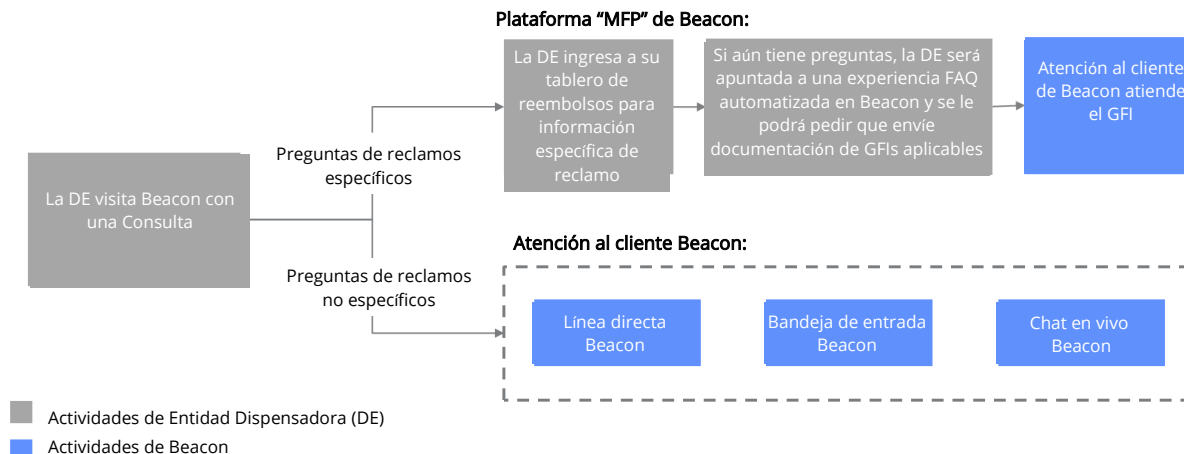 Plataforma “MFP” de Beacon:
La DE ingresa a su
tablero de
reembolsos para
información
específica de
reclamo
Si aún tiene preguntas, la DE será
apuntada a una experiencia FAQ
automatizada en Beacon y se le
podrá pedir que envíe
documentación de GFIs aplicables
Atención al cliente
de Beacon atiende
el GFI
Preguntas de reclamos
específicos
La DE visita Beacon con
una Consulta
Preguntas de reclamos
no específicos
Atención al cliente Beacon:
Línea directa
Beacon
Bandeja de entrada
Beacon
Chat en vivo
Beacon
Actividades de Entidad Dispensadora (DE)
Actividades de Beacon